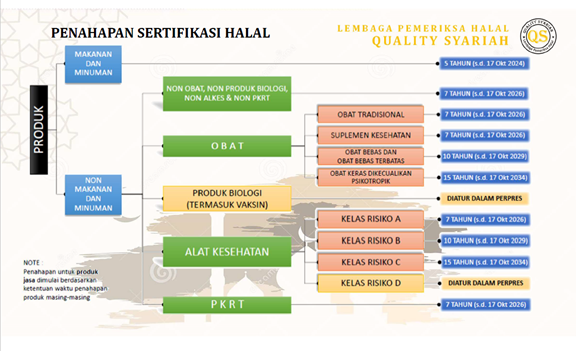 PENAHAPAN SERTIFIKASI HALAL
LEMBAGA PEMERIKSA HALAL
QUALITY SYARIAH
QS
PRODUK
MAKANAN
DAN
MINUMAN
5 TAHUN (s.d. 17 Okt 2024)
NON
MAKANAN
DAN
MINUMAN
NON OBAT, NON PRODUK BIOLOGI,
NON ALKES & NON PKRT
7 TAHUN (s.d. 17 Okt 2026)
OBAT
OBAT TRADISIONAL
7 TAHUN (s.d. 17 Okt 2026)
SUPLEMEN KESEHATAN
7 TAHUN (s.d. 17 Okt 2026)
OBAT BEBAS DAN
OBAT BEBAS TERBATAS
10 TAHUN (s.d. 17 Okt 2029)
OBAT KERAS DIKECUALIKAN
PSIKOTROPIK
15 TAHUN (s.d. 17 Okt 2034)
PRODUK BIOLOGI
(TERMASUK VAKSIN)
DIATUR DALAM PERPRES
ALAT KESEHATAN
KELAS RISIKO A
7 TAHUN (s.d. 17 Okt 2026)
KELAS RISIKO B
10 TAHUN (s.d. 17 Okt 2029)
KELAS RISIKO C
15 TAHUN (s.d. 17 Okt 2034)
KELAS RISIKO D
DIATUR DALAM PERPRES
PKRT
7 TAHUN (s.d. 17 Okt 2026)
NOTE :
Penahapan untuk produk
jasa dimulai berdasarkan
ketentuan waktu penahapan
produk masing-masing